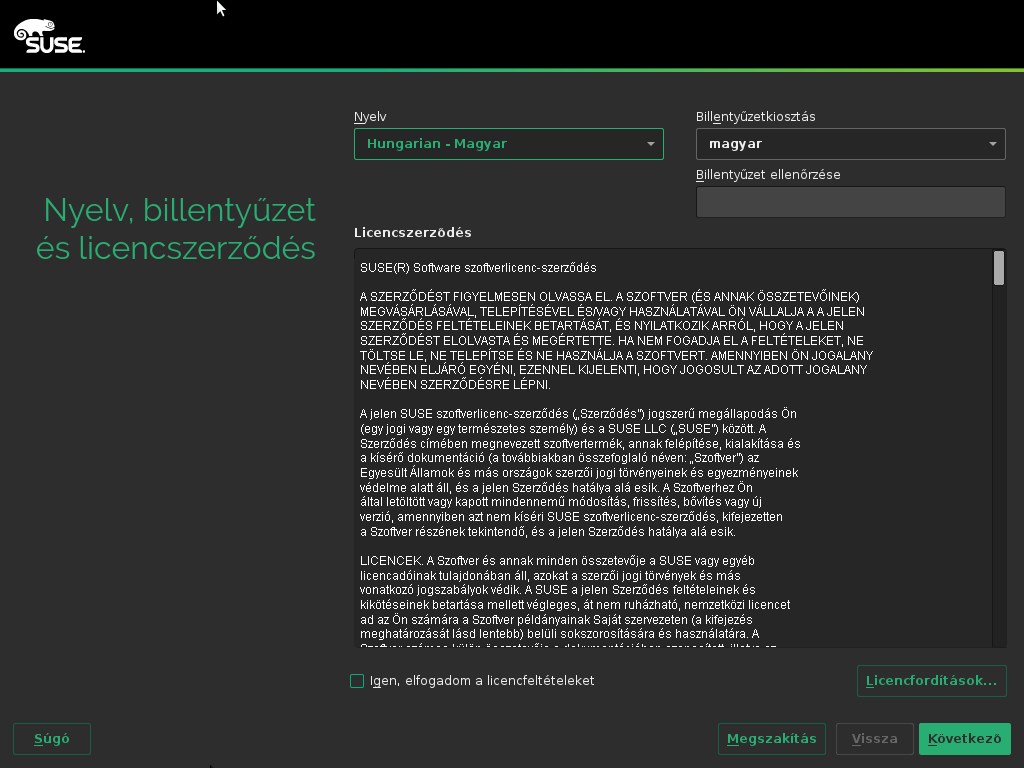 SUSE
Nyelv
Billentyűzetkiosztás
Hungarian - Magyar
magyar
Billentyűzet ellenőrzése
Nyelv, billentyűzet
és licencszerződés
Licencszerződés
SUSE(R) Software szoftverlicenc-szerződés
A SZERZŐDÉST FIGYELMESEN OLVASSA EL. A SZOFTVER (ÉS ANNAK ÖSSZETEVŐINEK)
MEGVÁSÁRLÁSÁVAL, TELEPÍTÉSÉVEL ÉS/VAGY HASZNÁLATÁVAL ÖN VÁLLALJA A A JELEN
SZERZŐDÉS FELTÉTELEINEK BETARTÁSÁT, ÉS NYILATKOZIK ARRÓL, HOGY A JELEN
SZERZŐDÉST ELOLVASTA ÉS MEGÉRTETTE. HA NEM FOGADJA EL A FELTÉTELEKET, NE
TÖLTSE LE, NE TELEPÍTSE ÉS NE HASZNÁLJA A SZOFTVERT. AMENNYIBEN ÖN JOGALANY
NEVÉBEN ELJÁRÓ EGYÉNI, EZENNEL KIJELENTI, HOGY JOGOSULT AZ ADOTT JOGALANY
NEVÉBEN SZERZŐDÉSRE LÉPNI.
A jelen SUSE szoftverlicenc-szerződés („Szerződés”) jogszerű megállapodás Ön
(egy jogi vagy egy természetes személy) és a SUSE LLC („SUSE”) között. A
Szerződés címében megnevezett szoftvertermék, annak felépítése, kialakítása és
a kísérő dokumentáció (a továbbiakban összefoglaló néven: „Szoftver”) az
Egyesült Államok és más országok szerzői jogi törvényeinek és egyezményeinek
védelme alatt áll, és a jelen Szerződés hatálya alá esik. A Szoftverhez Ön
által letöltött vagy kapott mindennemű módosítás, frissítés, bővítés vagy új
verzió, amennyiben azt nem kíséri SUSE szoftverlicenc-szerződés, kifejezetten
a Szoftver részének tekintendő, és a jelen Szerződés hatálya alá esik.
LICENCEK. A Szoftver és annak minden összetevője a SUSE vagy egyéb
licencadóinak tulajdonában áll, azokat a szerzői jogi törvények és más
vonatkozó jogszabályok védik. A SUSE a jelen Szerződés feltételeinek és
kikötéseinek betartása mellett végleges, át nem ruházható, nemzetközi licencet
ad az Ön számára a Szoftver példányainak Saját szervezeten (a kifejezés
meghatározását lásd lentebb) belüli sokszorosítására és használatára. A
Igen, elfogadom a licencfeltételeket
Licencfordítások...
Súgó
Megszakítás
Vissza
Következő